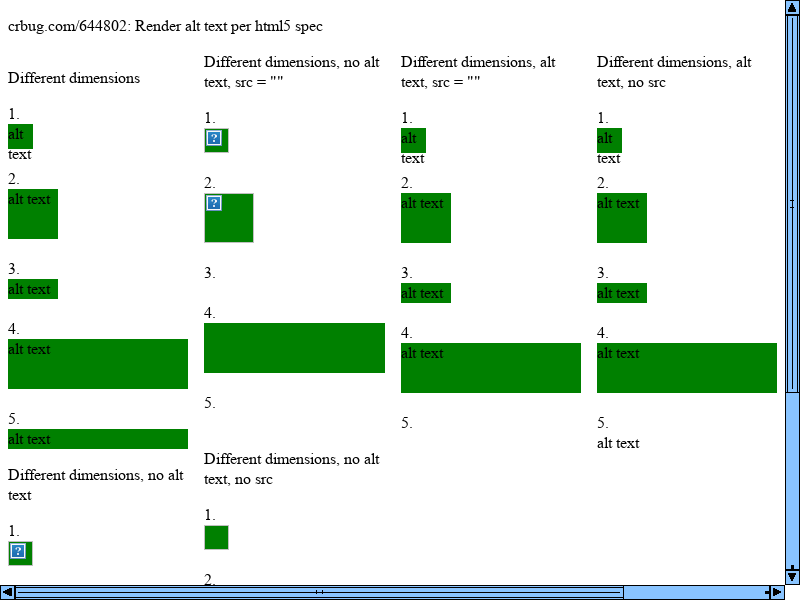 crbug.com/644802: Render alt text per html5 spec
Different dimensions
1.
alt
text
2.
alt text
3.
alt text
4.
alt text
5.
alt text
Different dimensions, no alt
text
1.
?
Different dimensions, no alt
text, src = ""
1.
?
2.
?
3.
4.
5.
Different dimensions, no alt
text, no src
1.
2.
Different dimensions, alt
text, src = ""
1.
alt
text
2.
alt text
3.
alt text
4.
alt text
5.
Different dimensions, alt
text, no src
1.
alt
text
2.
alt text
3.
alt text
4.
alt text
5.
alt text